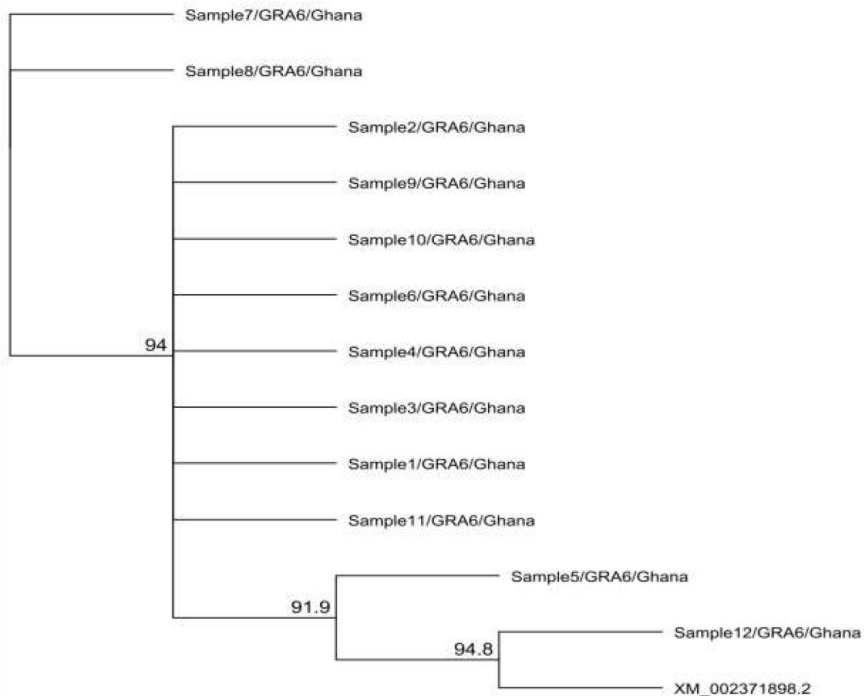 Sample7/GRA6/Ghana
Sample8/GRA6/Ghana
Sample2/GRA6/Ghana
Sample9/GRA6/Ghana
Sample10/GRA6/Ghana
Sample6/GRA6/Ghana
94
Sample4/GRA6/Ghana
Sample3/GRA6/Ghana
Sample1/GRA6/Ghana
Sample11/GRA6/Ghana
Sample5/GRA6/Ghana
91.9
Sample12/GRA6/Ghana
94.8
XM_002371898.2